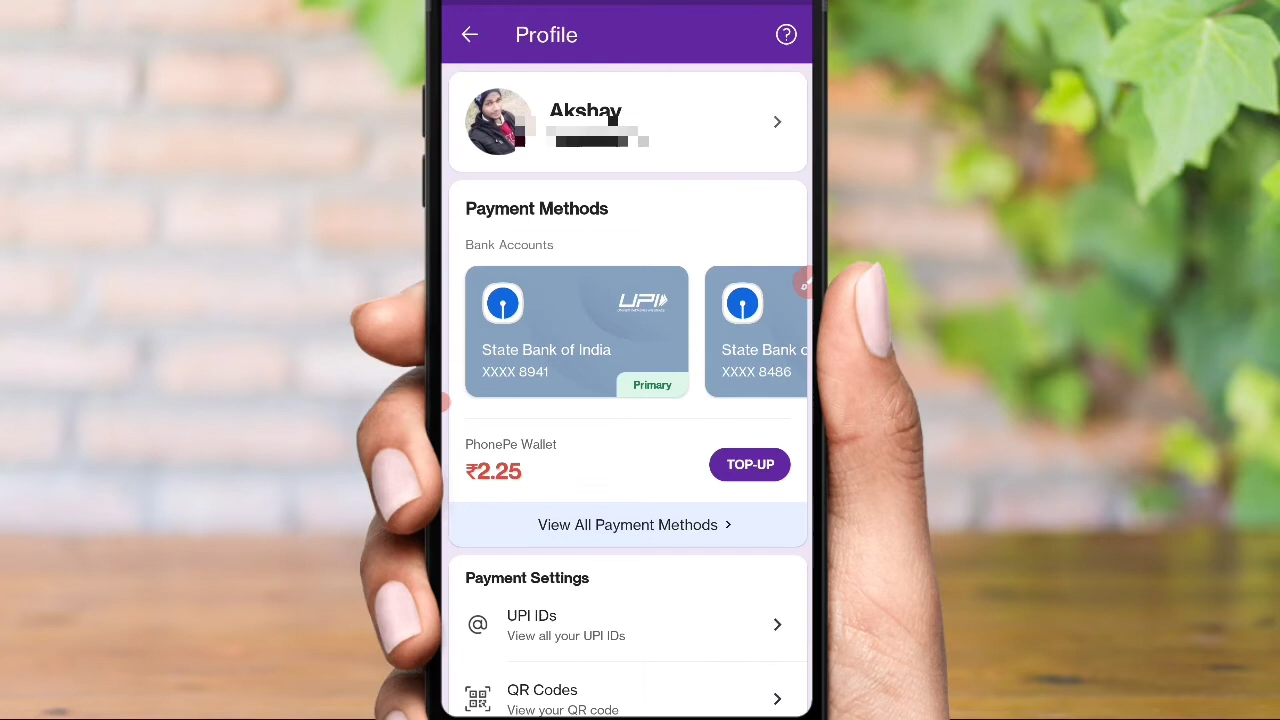 Profile
Akshay
Payment Methods
Bank Accounts
UPI
State Bank of India
XXXX 8941
Primary
State Bank
XXXX 8486
PhonePe Wallet
₹2.25
TOP-UP
View All Payment Methods
Payment Settings
@
UPI IDs
View all your UPI IDs
QR Codes
View your QR code